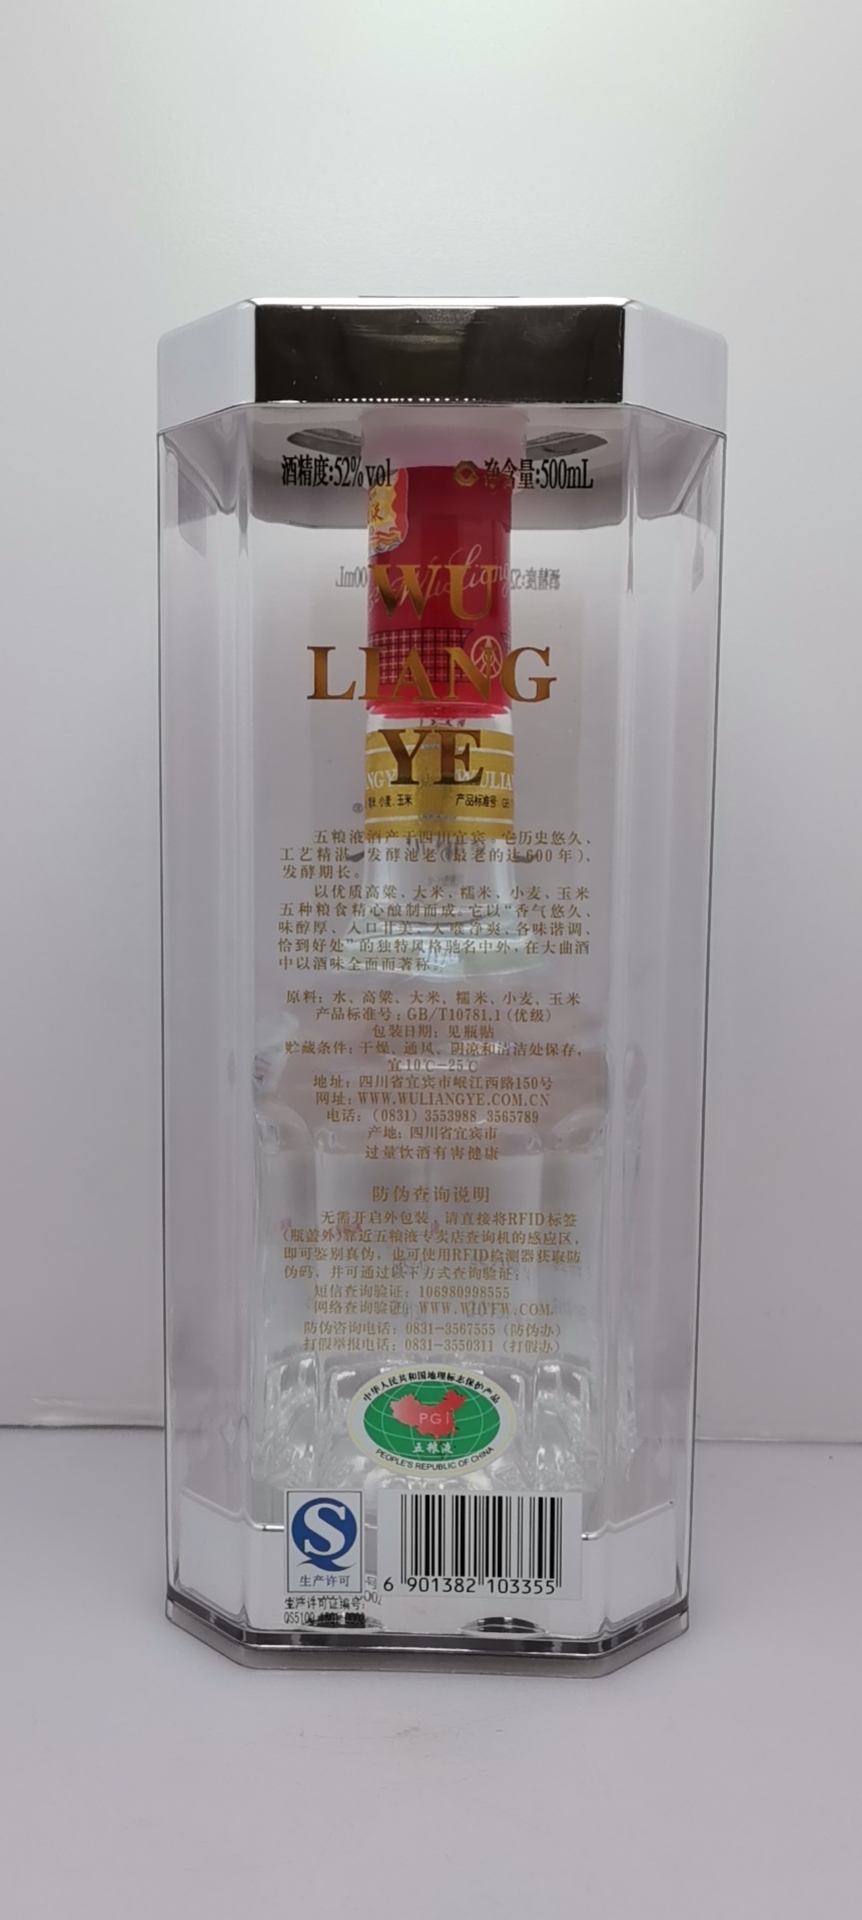 酒精度:52%vol 净含量:500mL
WU
LIANG
YE
小麦、玉米 产品标准号
五粮液酒产于四川宜宾。它历史悠久、
工艺精湛、发酵池老(最老的达600年)、
发酵期长。
以优质高粱、大米、糯米、小麦、玉米
五种粮食精心酿制而成。它以“香气悠久、
味醇厚、入口甘美、入喉净爽、各味谐调、
恰到好处”的独特风格驰名中外,在大曲酒
中以酒味全面而著称。
原料: 水、高粱、大米、糯米、小麦、玉米
产品标准号: GB/T10781.1(优级)
包装日期: 见瓶贴
贮藏条件: 干燥、通风、阴凉和清洁处保存,
宜10℃—25℃
地址: 四川省宜宾市岷江西路150号
网址: WWW.WULIANGYE.COM.CN
电话: (0831) 3553988 3565789
产地: 四川省宜宾市
过量饮酒有害健康
防伪查询说明
无需开启外包装,请直接将RFID标签
(瓶盖外)靠近五粮液专卖店查询机的感应区,
即可鉴别真伪,也可使用RFID检测器获取防
伪码,并可通过以下方式查询验证:
短信查询验证: 106980998555
网络查询验证: WWW.WLYFW.COM
防伪咨询电话: 0831-3567555 (防伪办)
打假举报电话: 0831-3550311 (打假办)
中华人民共和国地理标志保护产品
PGI
五粮液
PEOPLE'S REPUBLIC OF CHINA
S
生产许可
6 901382 103355
生产许可证编号: